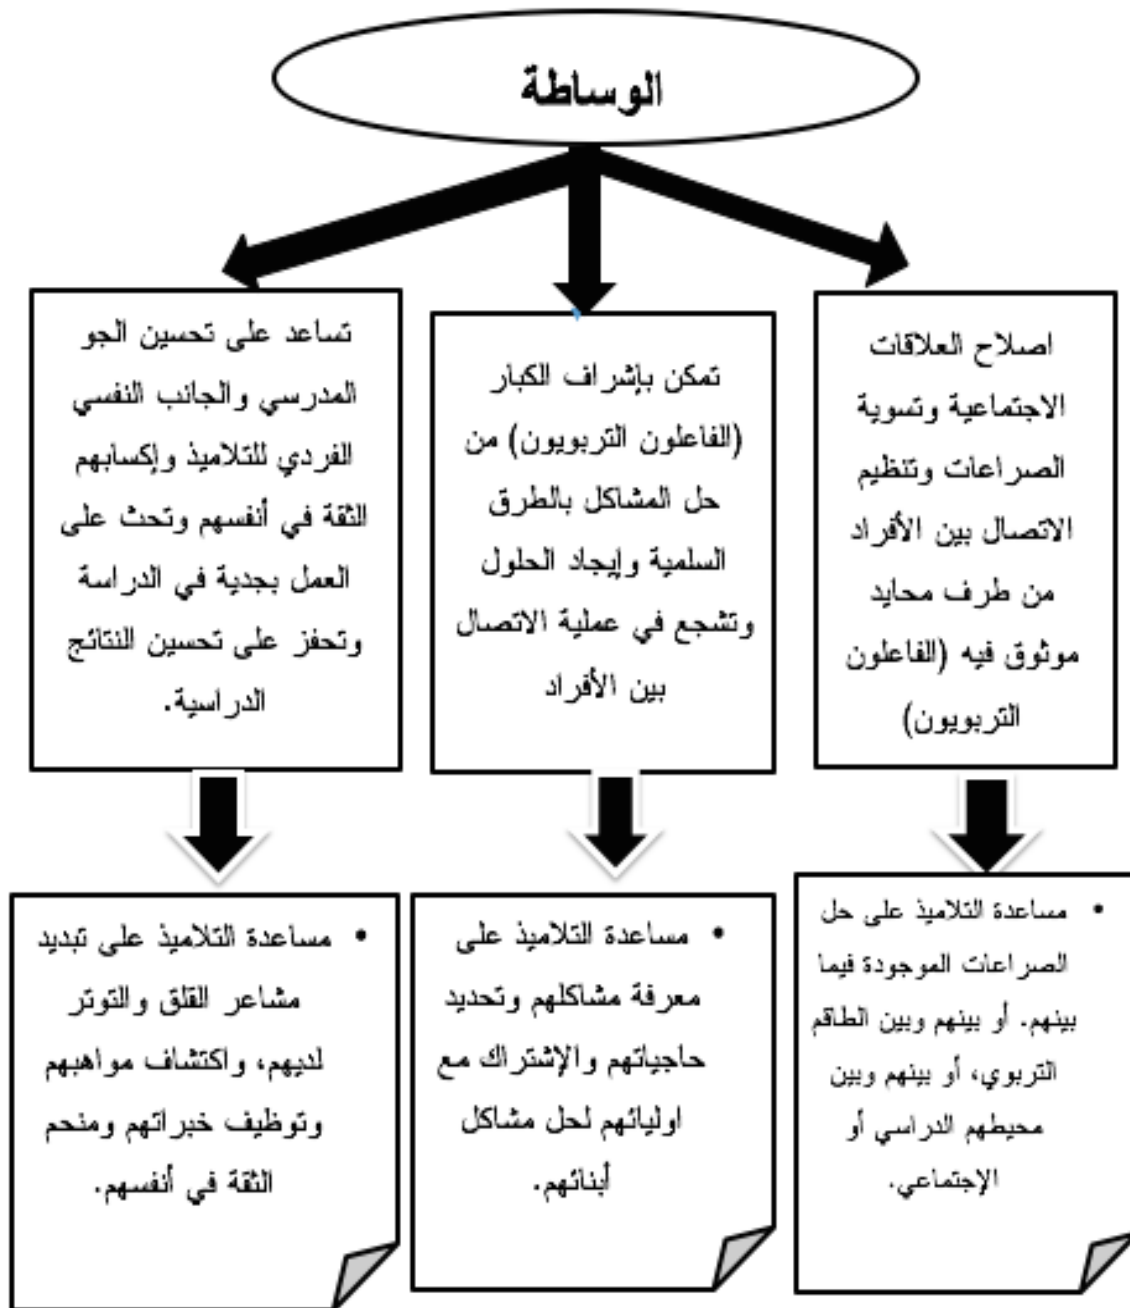 الوساطة
اصلاح العلاقات
الاجتماعية وتسوية
الصراعات وتنظيم
الاتصال بين الأفراد
من طرف محايد
موثوق فيه (الفاعلون
التربويون)
تمكن بإشراف الكبار
(الفاعلون التربويون) من
حل المشاكل بالطرق
السلمية وإيجاد الحلول
وتشجع في عملية الاتصال
بين الأفراد
تساعد على تحسين الجو
المدرسي والجانب النفسي
الفردي للتلاميذ وإكسابهم
الثقة في أنفسهم وتحث على
العمل بجدية في الدراسة
وتحفز على تحسين النتائج
الدراسية.
• مساعدة التلاميذ على حل
الصراعات الموجودة فيما
بينهم. أو بينهم وبين الطاقم
التربوي، أو بينهم وبين
محيطهم الدراسي أو
الإجتماعي.
• مساعدة التلاميذ على
معرفة مشاكلهم وتحديد
حاجياتهم والإشتراك مع
اوليائهم لحل مشاكل
أبنائهم.
• مساعدة التلاميذ على تبديد
مشاعر القلق والتوتر
لديهم، واكتشاف مواهبهم
وتوظيف خبراتهم ومنحم
الثقة في أنفسهم.